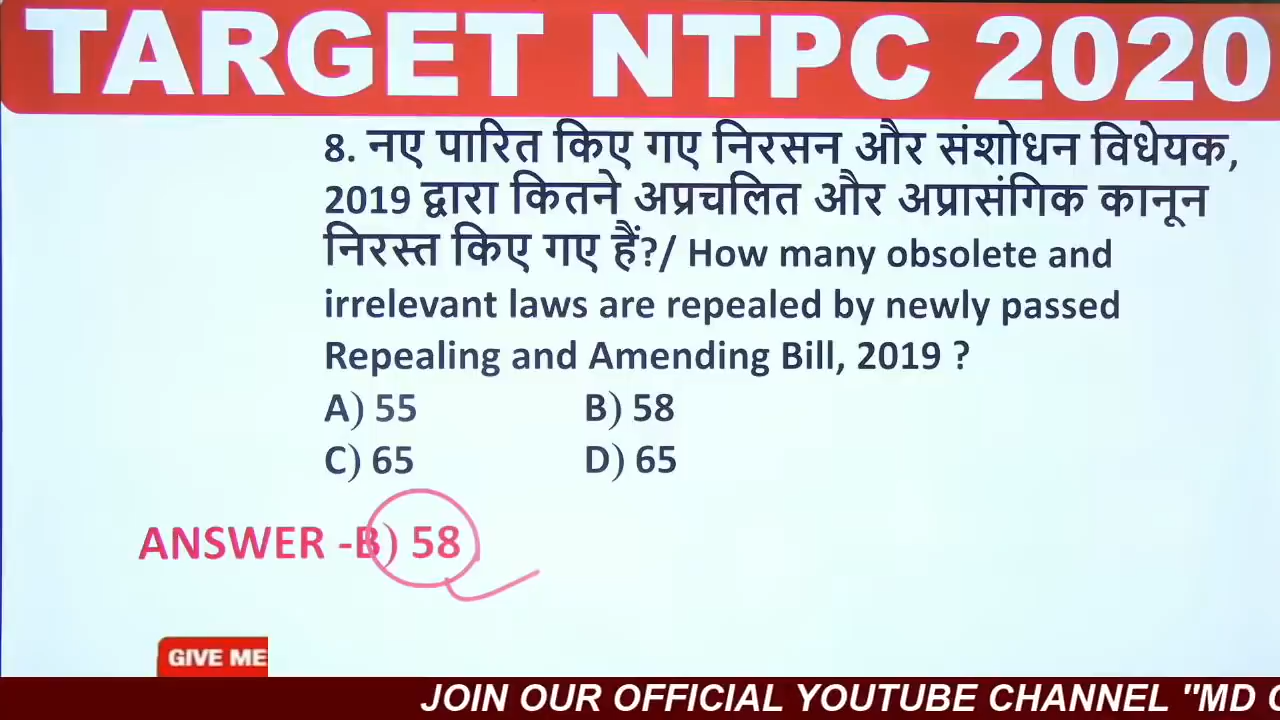 TARGET NTPC 2020
8. नए पारित किए गए निरसन और संशोधन विधेयक,
2019 द्वारा कितने अप्रचलित और अप्रासंगिक कानून
निरस्त किए गए हैं?/ How many obsolete and
irrelevant laws are repealed by newly passed
Repealing and Amending Bill, 2019 ?
A) 55 B) 58
C) 65 D) 65
ANSWER -B) 58
GIVE ME
JOIN OUR OFFICIAL YOUTUBE CHANNEL "MD